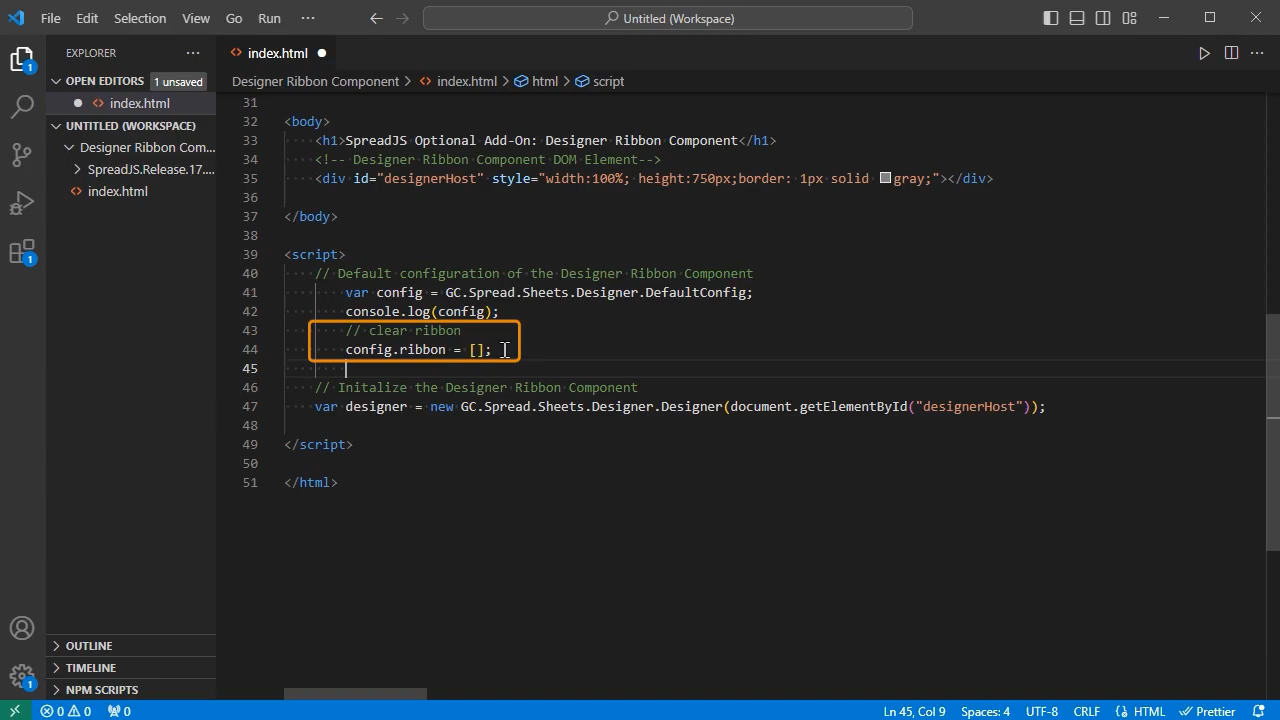 File Edit Selection View Go Run ··· Untitled (Workspace)
EXPLORER ···
index.html
OPEN EDITORS 1 unsaved
index.html
UNTITLED (WORKSPACE)
Designer Ribbon Com...
SpreadJS.Release.17....
index.html
OUTLINE
TIMELINE
NPM SCRIPTS
1
1
1
Designer Ribbon Component > index.html > html > script
31
32 <body>
33 <h1>SpreadJS Optional Add-On: Designer Ribbon Component</h1>
34 <!-- Designer Ribbon Component DOM Element-->
35 <div id="designerHost" style="width:100%; height:750px;border: 1px solid gray;"></div>
36
37 </body>
38
39 <script>
40 // Default configuration of the Designer Ribbon Component
41 var config = GC.Spread.Sheets.Designer.DefaultConfig;
42 console.log(config);
43 // clear ribbon
44 config.ribbon = [];
45
46 // Initalize the Designer Ribbon Component
47 var designer = new GC.Spread.Sheets.Designer.Designer(document.getElementById("designerHost"));
48
49 </script>
50
51 </html>
0 0 0 Ln 45, Col 9 Spaces: 4 UTF-8 CRLF HTML Prettier